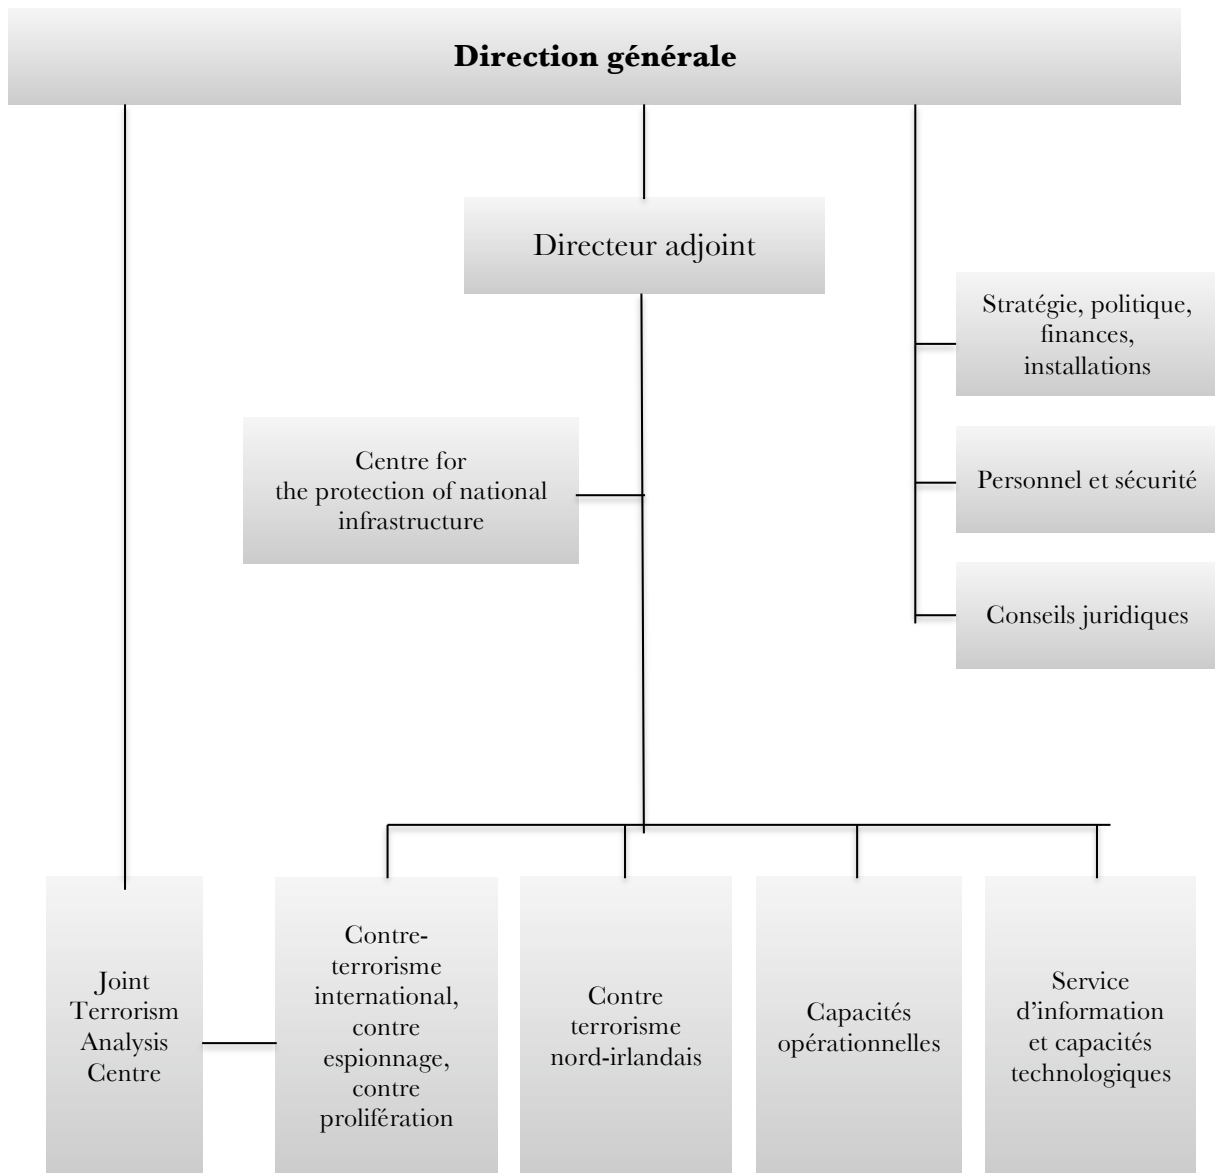 Direction générale
Directeur adjoint
Stratégie, politique,
finances,
installations
Centre for
the protection of national
infrastructure
Personnel et sécurité
Conseils juridiques
Joint
Terrorism
Analysis
Centre
Contre-
terrorisme
international,
contre
espionnage,
contre
prolifération
Contre
terrorisme
nord-irlandais
Capacités
opérationnelles
Service
d’information
et capacités
technologiques